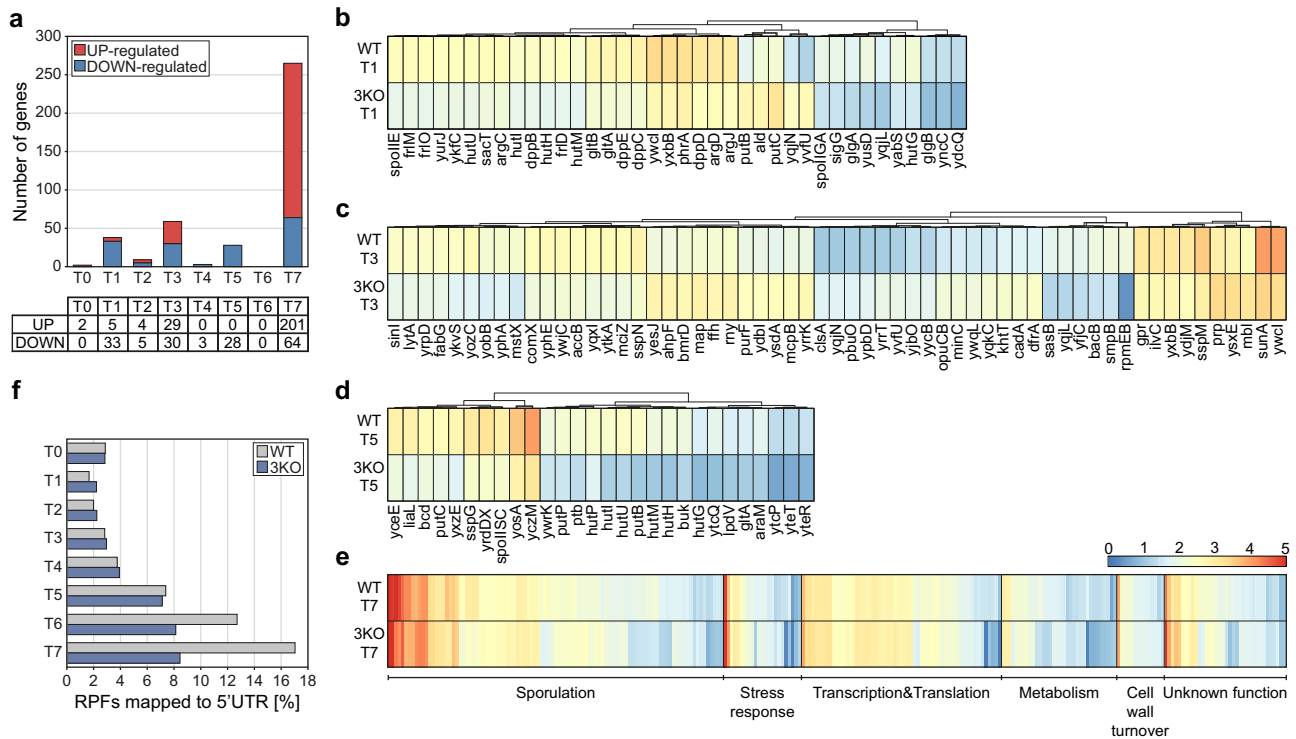 a
300
250
200
150
100
50
0
Number of genes
UP-regulated
DOWN-regulated
T0 T1 T2 T3 T4 T5 T6 T7
T0 T1 T2 T3 T4 T5 T6 T7
UP 2 5 4 29 0 0 0 201
DOWN 0 33 5 30 3 28 0 64
b
WT
T1
3KO
T1
spoIIE frlM frlO yurJ ykfC hutU sacT argC hutI dppB hutH frlD hutM gltB gltA dppE dppC ywcI yxbB phrA dppD argD argJ putB ald putC yqjN yvfU spoIIGA sigG glgA yusD yqjL yabS hutG glgB yncC ydcQ
c
WT
T3
3KO
T3
sinI lytA yrpD fabG ykvS yozC yobB yphA mstX comX yphE ywjC accB yqxI ytkA mciZ sspN yesJ ahpF bmrD map ffh rny purF ydbI ysdA mcpB yrrK clsA yqjN pbuO ypbD yrrT yvfU yjbO yycB opuCB minC ywqL yqkC khtT cadA dfrA sasB yqjL yfjC bacB smpB rpmEB gpr ilvC yxbB ydjM sspM prp ysxE mbl sunA ywcI
d
WT
T5
3KO
T5
yceE liaL bcd putC yxzE sspG yrdDX spoIISC yosA yczM ywrK putP ptb hutP hutI hutU putB hutM hutH buk hutG ytcQ lpdV gltA araM ytcP yteT yteR
e
0 1 2 3 4 5
WT
T7
3KO
T7
Sporulation
Stress
response
Transcription&Translation
Metabolism
Cell
wall
turnover
Unknown function
f
WT
3KO
T0
T1
T2
T3
T4
T5
T6
T7
0 2 4 6 8 10 12 14 16 18
RPFs mapped to 5'UTR [%]